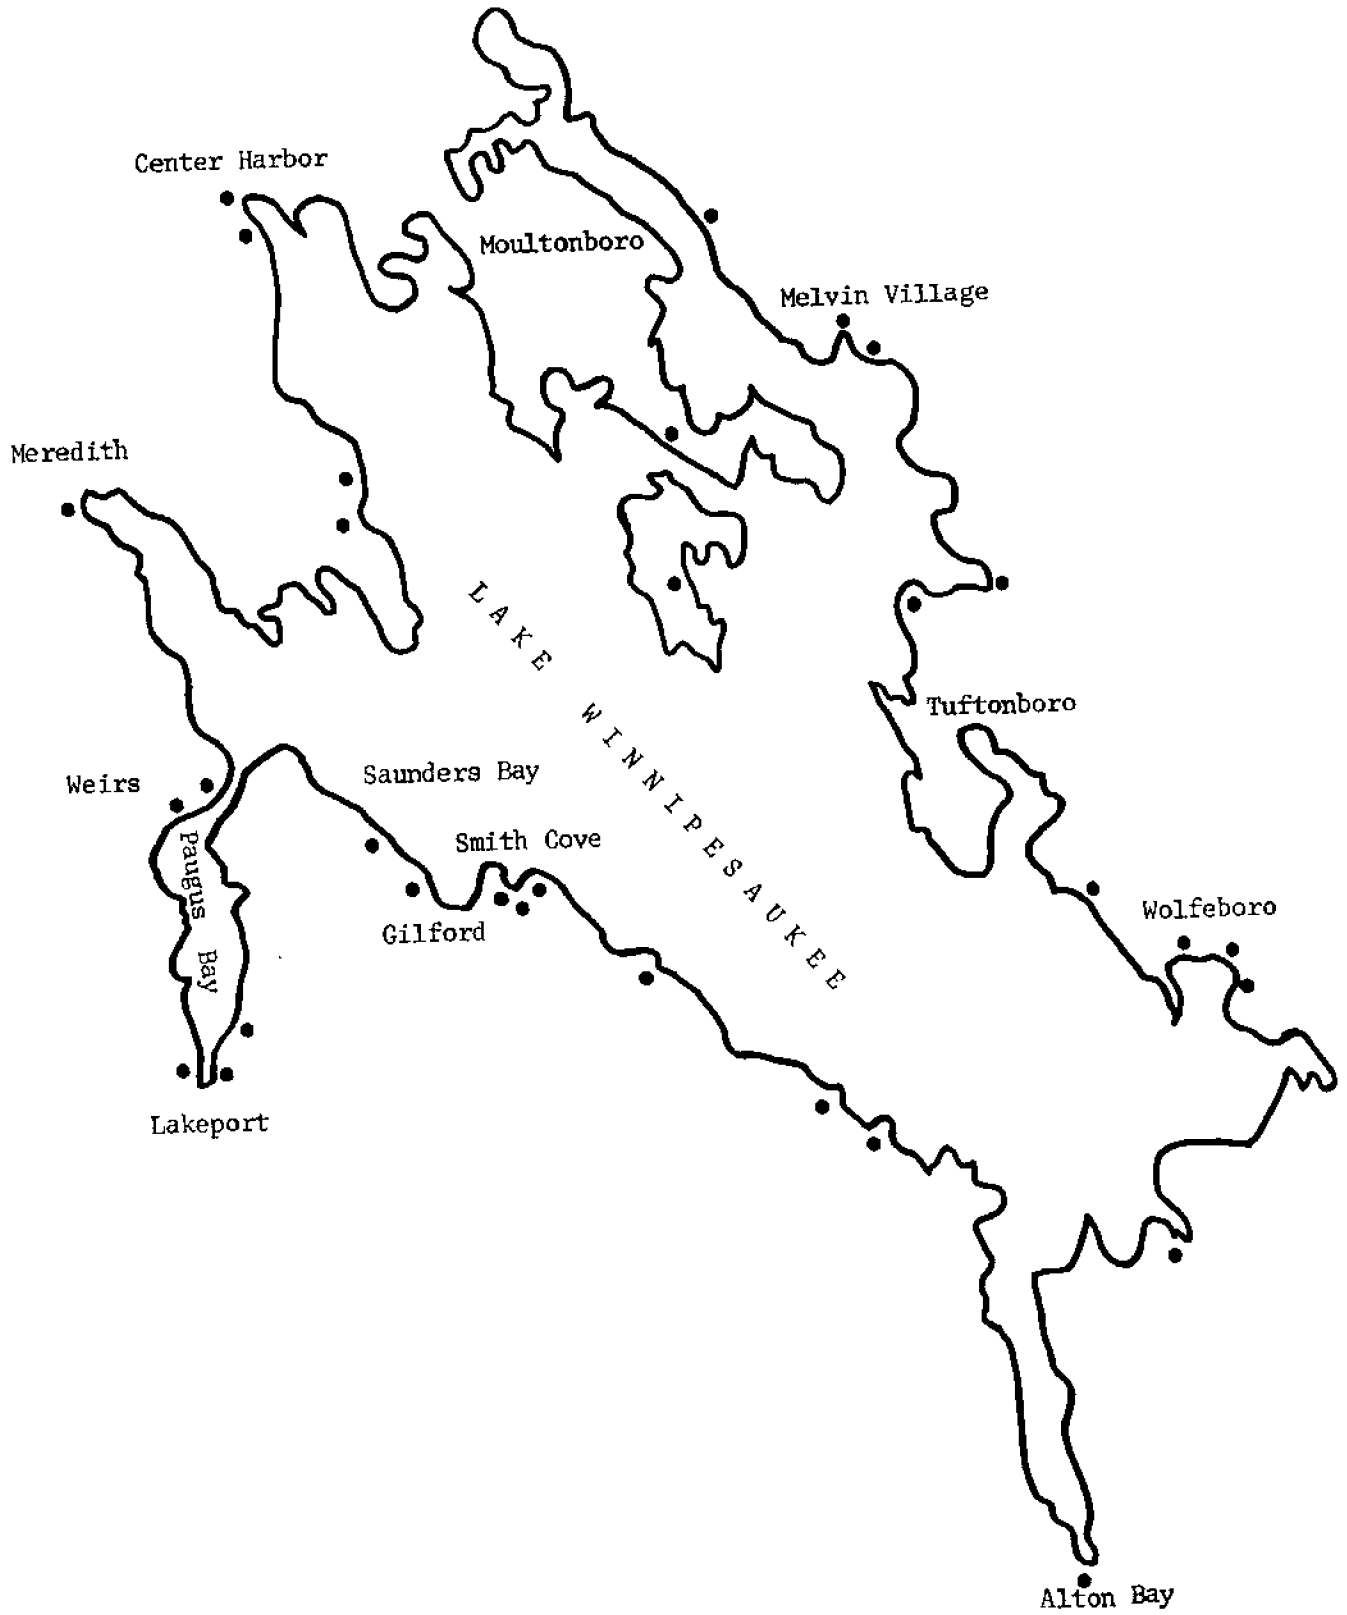 Center Harbor
Moultonboro
Melvin Village
Meredith
LAKE WINNIPESAUKEE
Tuftonboro
Weirs
Saunders Bay
Smith Cove
Paugus Bay
Wolfeboro
Gilford
Lakeport
Alton Bay